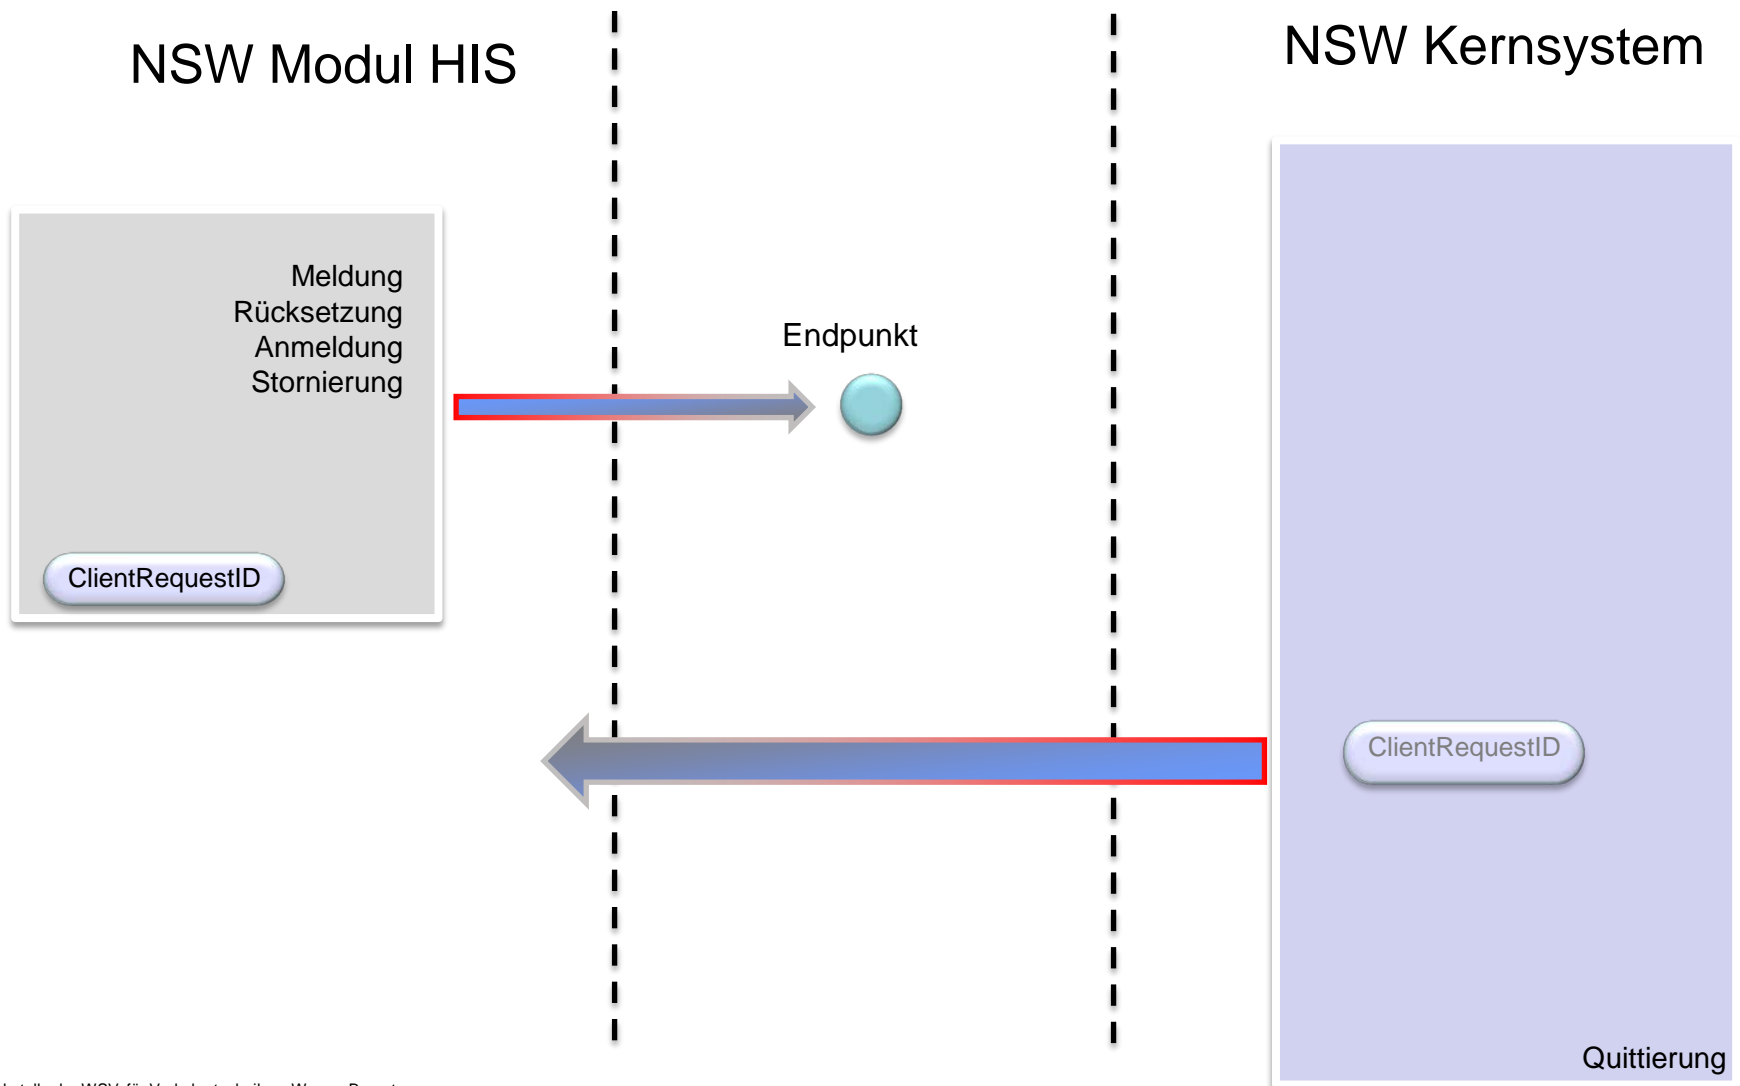 NSW Modul HIS
NSW Kernsystem
Meldung
Rücksetzung
Anmeldung
Stornierung
Endpunkt
ClientRequestID
ClientRequestID
Quittierung